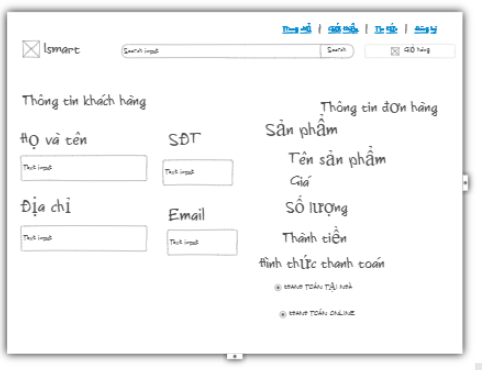 Trang chủ | Giới thiệu | Tin tức | đăng ký
Ismart
Search input
Search
Giỏ hàng
Thông tin khách hàng
Thông tin đơn hàng
Họ và tên
SĐT
Sản phẩm
Text input
Text input
Tên sản phẩm
Giá
Địa chỉ
Email
Số lượng
Text input
Text input
Thành tiền
Hình thức thanh toán
THANH TOÁN TẠI NHÀ
THANH TOÁN ONLINE